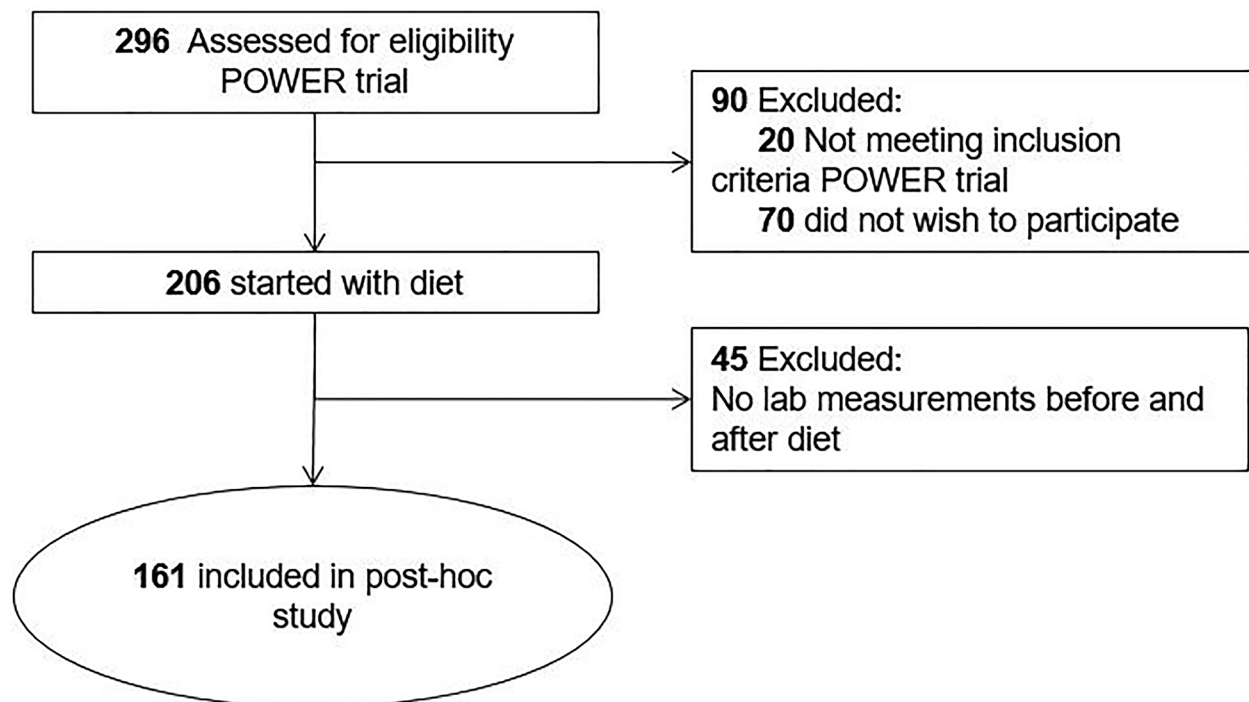 296 Assessed for eligibility
POWER trial
90 Excluded:
20 Not meeting inclusion
criteria POWER trial
70 did not wish to participate
206 started with diet
45 Excluded:
No lab measurements before and
after diet
161 included in post-hoc
study